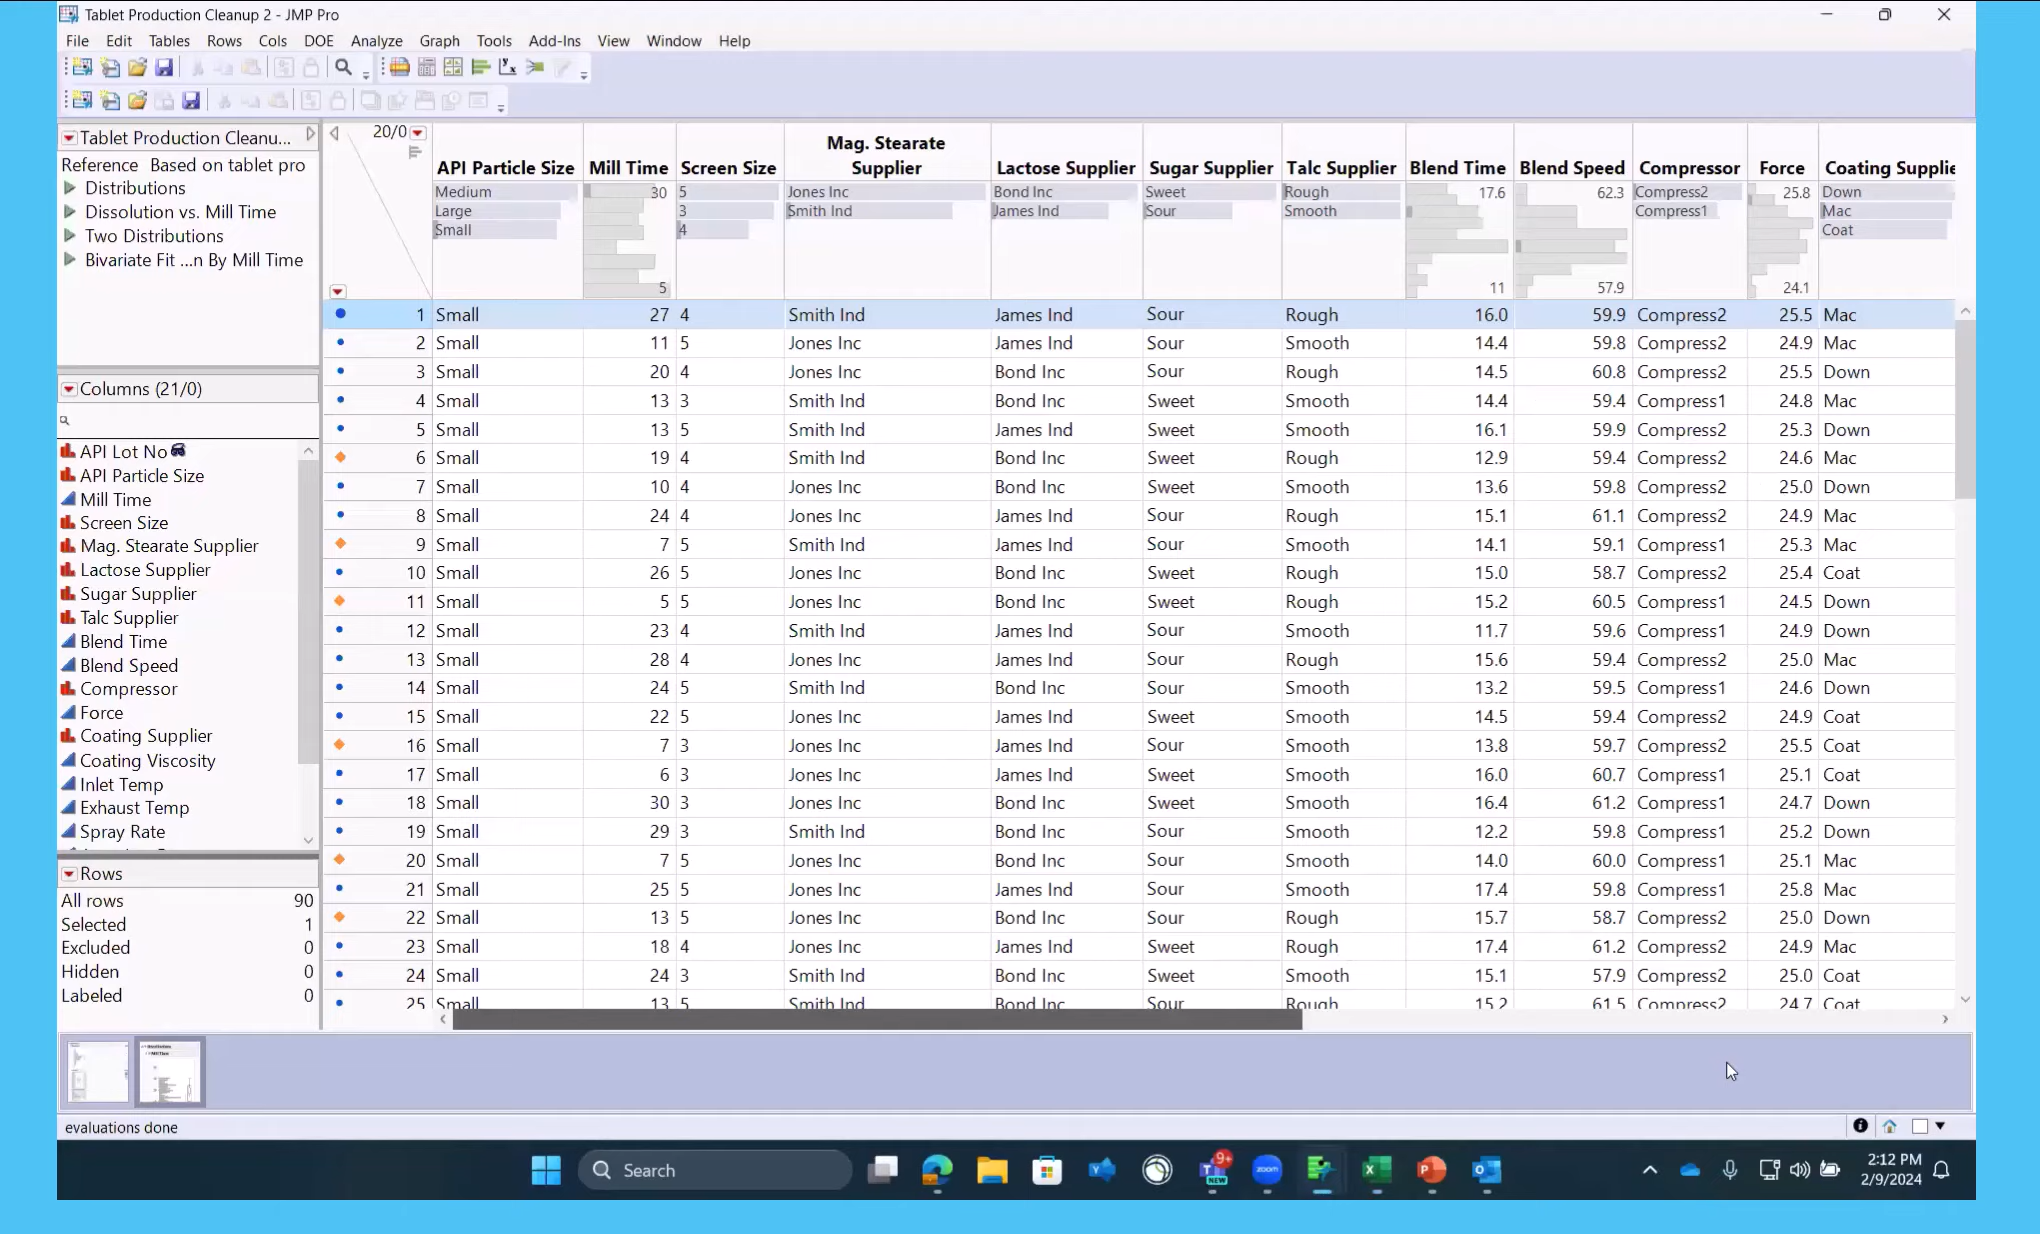 Tablet Production Cleanup 2 - JMP Pro
File Edit Tables Rows Cols DOE Analyze Graph Tools Add-Ins View Window Help
Tablet Production Cleanu...
Reference Based on tablet pro
Distributions
Dissolution vs. Mill Time
Two Distributions
Bivariate Fit ...n By Mill Time
Columns (21/0)
API Lot No
API Particle Size
Mill Time
Screen Size
Mag. Stearate Supplier
Lactose Supplier
Sugar Supplier
Talc Supplier
Blend Time
Blend Speed
Compressor
Force
Coating Supplier
Coating Viscosity
Inlet Temp
Exhaust Temp
Spray Rate
Rows
All rows 90
Selected 1
Excluded 0
Hidden 0
Labeled 0
20/0
API Particle Size Mill Time Screen Size Mag. Stearate Supplier Lactose Supplier Sugar Supplier Talc Supplier Blend Time Blend Speed Compressor Force Coating Supplie
Medium 30 5 Jones Inc Bond Inc Sweet Rough 17.6 62.3 Compress2 25.8 Down
Large 3 Smith Ind James Ind Sour Smooth Compress1 Mac
Small 4 Coat
5 11 57.9 24.1
1 Small 27 4 Smith Ind James Ind Sour Rough 16.0 59.9 Compress2 25.5 Mac
2 Small 11 5 Jones Inc James Ind Sour Smooth 14.4 59.8 Compress2 24.9 Mac
3 Small 20 4 Jones Inc Bond Inc Sour Rough 14.5 60.8 Compress2 25.5 Down
4 Small 13 3 Smith Ind Bond Inc Sweet Smooth 14.4 59.4 Compress1 24.8 Mac
5 Small 13 5 Smith Ind James Ind Sweet Smooth 16.1 59.9 Compress2 25.3 Down
6 Small 19 4 Smith Ind Bond Inc Sweet Rough 12.9 59.4 Compress2 24.6 Mac
7 Small 10 4 Jones Inc Bond Inc Sweet Smooth 13.6 59.8 Compress2 25.0 Down
8 Small 24 4 Jones Inc James Ind Sour Rough 15.1 61.1 Compress2 24.9 Mac
9 Small 7 5 Smith Ind James Ind Sour Smooth 14.1 59.1 Compress1 25.3 Mac
10 Small 26 5 Jones Inc Bond Inc Sweet Rough 15.0 58.7 Compress2 25.4 Coat
11 Small 5 5 Jones Inc Bond Inc Sweet Rough 15.2 60.5 Compress1 24.5 Down
12 Small 23 4 Smith Ind James Ind Sour Smooth 11.7 59.6 Compress1 24.9 Down
13 Small 28 4 Jones Inc James Ind Sour Rough 15.6 59.4 Compress2 25.0 Mac
14 Small 24 5 Smith Ind Bond Inc Sour Smooth 13.2 59.5 Compress1 24.6 Down
15 Small 22 5 Jones Inc James Ind Sweet Smooth 14.5 59.4 Compress2 24.9 Coat
16 Small 7 3 Jones Inc James Ind Sour Smooth 13.8 59.7 Compress2 25.5 Coat
17 Small 6 3 Jones Inc James Ind Sweet Smooth 16.0 60.7 Compress1 25.1 Coat
18 Small 30 3 Jones Inc Bond Inc Sweet Smooth 16.4 61.2 Compress1 24.7 Down
19 Small 29 3 Smith Ind Bond Inc Sour Smooth 12.2 59.8 Compress1 25.2 Down
20 Small 7 5 Jones Inc Bond Inc Sour Smooth 14.0 60.0 Compress1 25.1 Mac
21 Small 25 5 Jones Inc James Ind Sour Smooth 17.4 59.8 Compress1 25.8 Mac
22 Small 13 5 Jones Inc Bond Inc Sour Rough 15.7 58.7 Compress2 25.0 Down
23 Small 18 4 Jones Inc James Ind Sweet Rough 17.4 61.2 Compress2 24.9 Mac
24 Small 24 3 Smith Ind Bond Inc Sweet Smooth 15.1 57.9 Compress2 25.0 Coat
25 Small 13 5 Smith Ind Bond Inc Sour Rough 15.2 61.5 Compress2 24.7 Coat
evaluations done
Search
9+
NEW
zoom
2:12 PM
2/9/2024